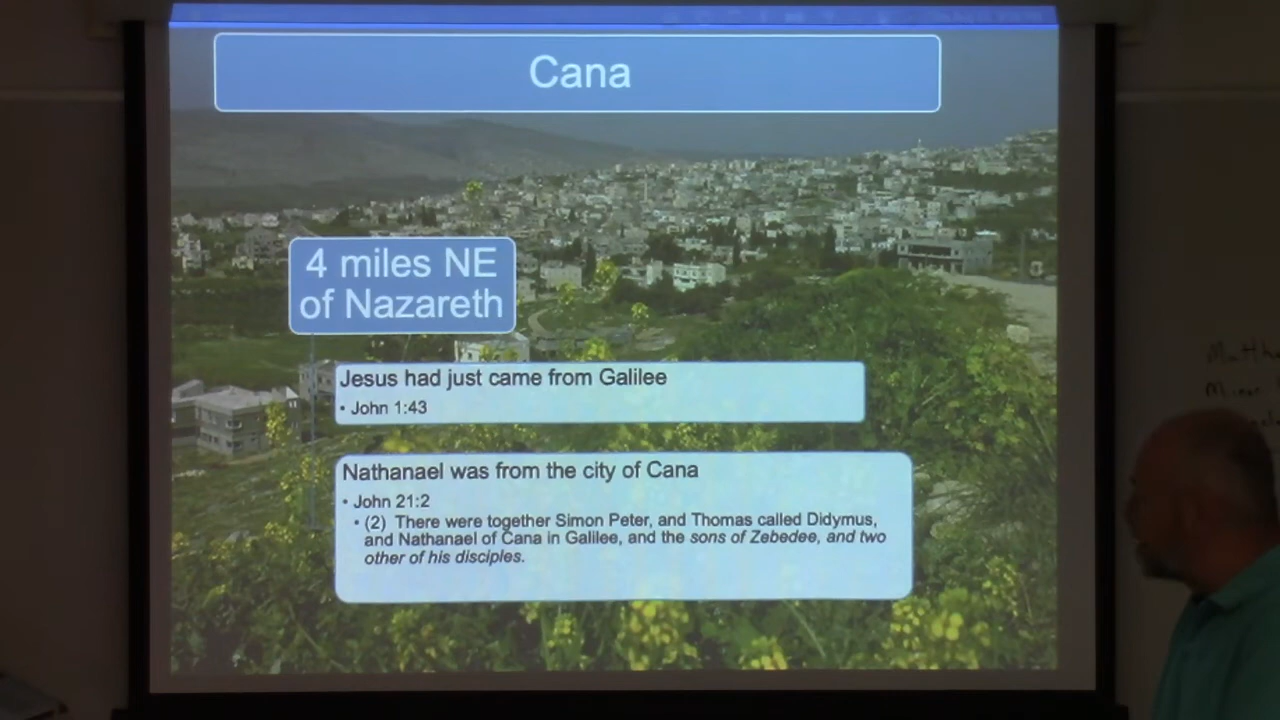 Cana
4 miles NE
of Nazareth
Jesus had just came from Galilee
• John 1:43
Nathanael was from the city of Cana
• John 21:2
• (2) There were together Simon Peter, and Thomas called Didymus,
and Nathanael of Cana in Galilee, and the sons of Zebedee, and two
other of his disciples.